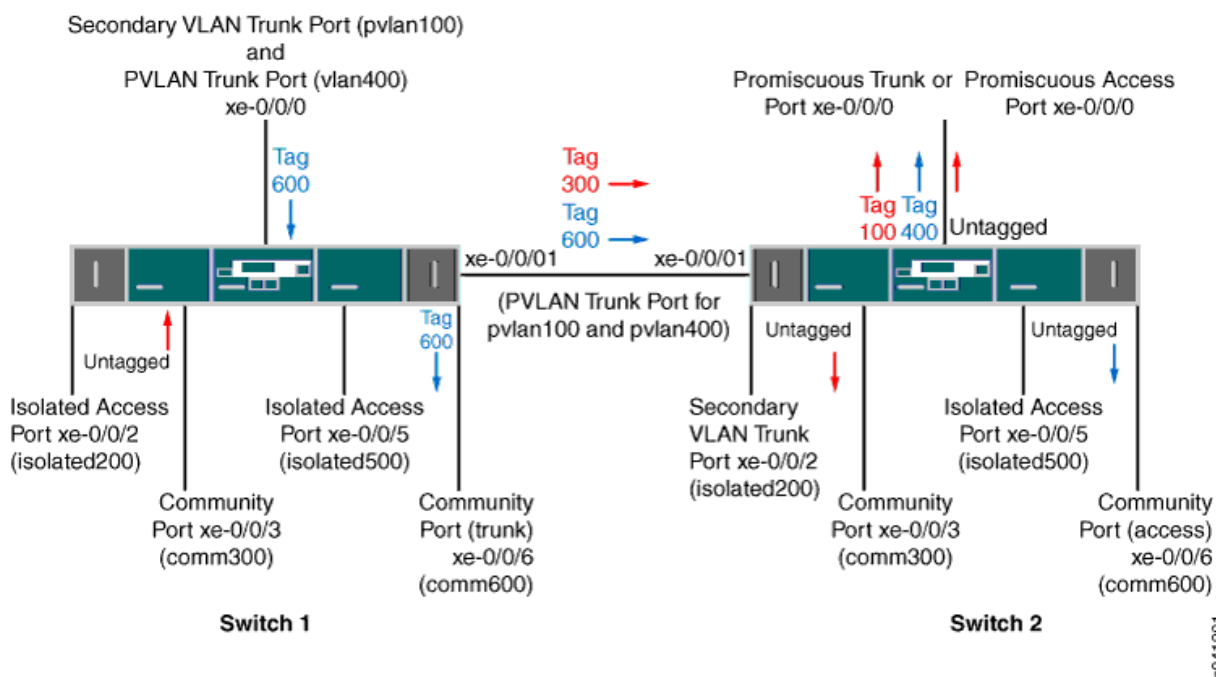 Secondary VLAN Trunk Port (pvlan100)
and
PVLAN Trunk Port (vlan400)
xe-0/0/0
Promiscuous Trunk or
Port xe-0/0/0
Promiscuous Access
Port xe-0/0/0
Tag
600
Tag
300
Tag
600
Tag
100
Tag
400
Untagged
xe-0/0/01
xe-0/0/01
(PVLAN Trunk Port for
pvlan100 and pvlan400)
Untagged
Tag
600
Untagged
Untagged
Isolated Access
Port xe-0/0/2
(isolated200)
Isolated Access
Port xe-0/0/5
(isolated500)
Secondary
VLAN Trunk
Port xe-0/0/2
(isolated200)
Isolated Access
Port xe-0/0/5
(isolated500)
Community
Port xe-0/0/3
(comm300)
Community
Port (trunk)
xe-0/0/6
(comm600)
Community
Port xe-0/0/3
(comm300)
Community
Port (access)
xe-0/0/6
(comm600)
Switch 1
Switch 2